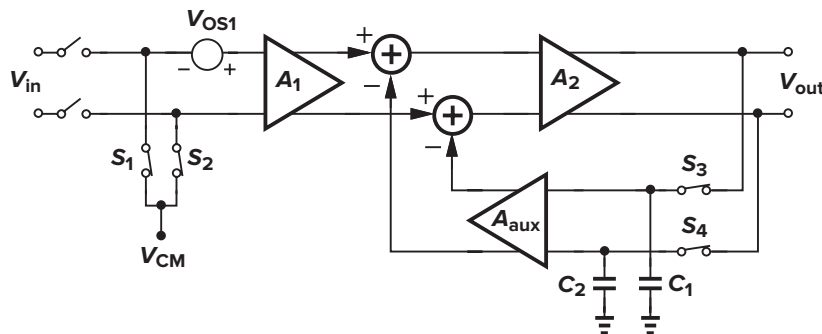 V_OS1
V_in
A_1
A_2
V_out
S_1
S_2
S_3
A_aux
S_4
V_CM
C_2
C_1